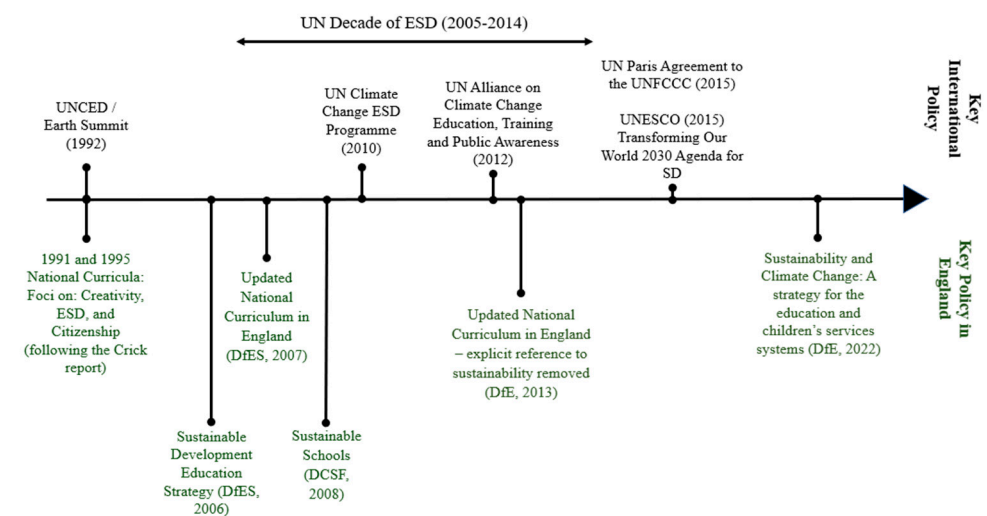 UN Decade of ESD (2005-2014)
UNCED /
Earth Summit
(1992)
UN Climate
Change ESD
Programme
(2010)
UN Alliance on
Climate Change
Education, Training
and Public Awareness
(2012)
UN Paris Agreement to
the UNFCCC (2015)
UNESCO (2015)
Transforming Our
World 2030 Agenda for
SD
Key
International
Policy
1991 and 1995
National Curricula:
Foci on: Creativity,
ESD, and
Citizenship
(following the Crick
report)
Sustainable
Development
Education
Strategy (DfES,
2006)
Updated
National
Curriculum in
England
(DfES, 2007)
Sustainable
Schools
(DCSF,
2008)
Updated National
Curriculum in England
– explicit reference to
sustainability removed
(DfE, 2013)
Sustainability and
Climate Change: A
strategy for the
education and
children’s services
systems (DfE, 2022)
Key Policy in
England